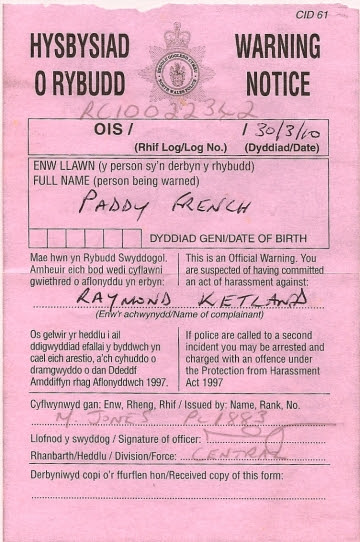 CID 61
HYSBYSIAD WARNING
O RYBUDD NOTICE
RC10022342
OIS / / 30/3/10
(Rhif Log/Log No.) (Dyddiad/Date)
ENW LLAWN (y person sy'n derbyn y rhybudd)
FULL NAME (person being warned)
PADDY FRENCH
DYDDIAD GENI/DATE OF BIRTH
Mae hwn yn Rybudd Swyddogol.
Amheuir eich bod wedi cyflawni
gweithred o aflonyddu yn erbyn:
This is an Official Warning. You
are suspected of having committed
an act of harassment against:
RAYMOND KETLAND
(Enw'r achwynydd/Name of complainant)
Os gelwir yr heddlu i ail
ddigwyddiad efallai y byddwch yn
cael eich arestio, a'ch cyhuddo o
dramgwyddo o dan Ddeddf
Amddiffyn rhag Aflonyddwch 1997.
If police are called to a second
incident you may be arrested and
charged with an offence under
the Protection from Harassment
Act 1997
Cyflwynwyd gan: Enw, Rheng, Rhif / Issued by: Name, Rank, No.
M. JONES PC1883
Llofnod y swyddog / Signature of officer:
Rhanbarth/Heddlu / Division/Force: CENTRAL
Derbyniwyd copi o'r ffurflen hon/Received copy of this form: